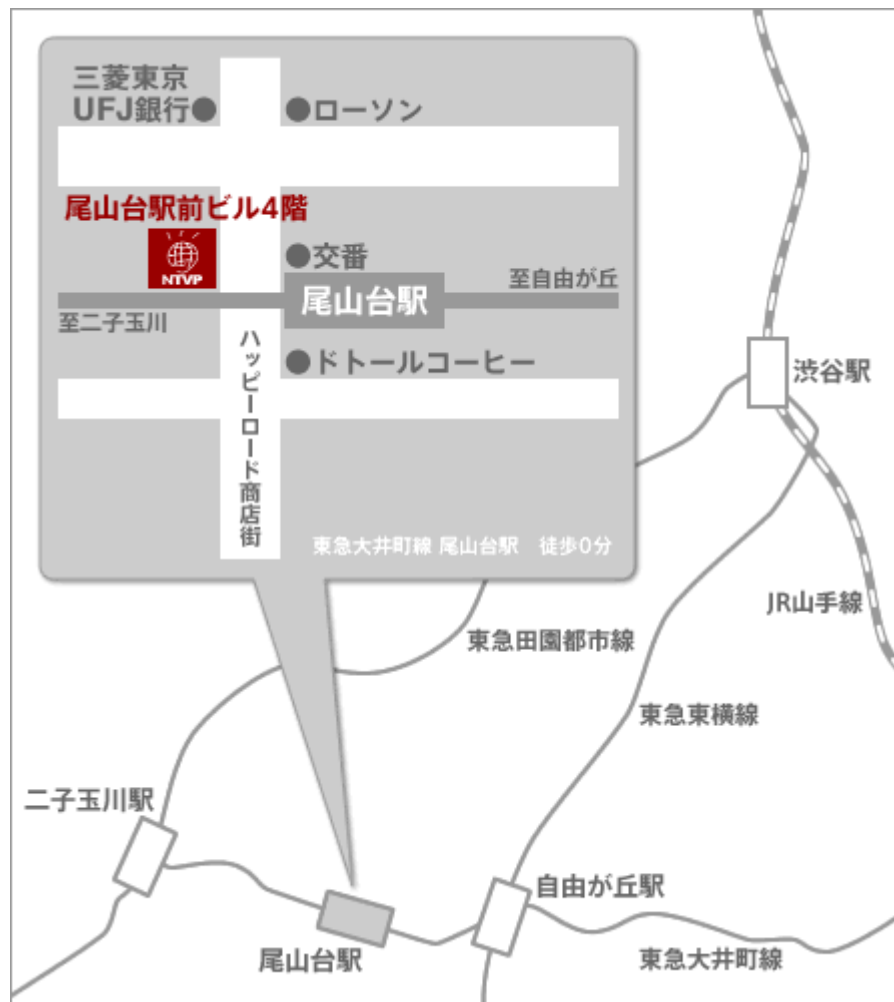 三菱東京
UFJ銀行●
●ローソン
尾山台駅前ビル4階
NTVP
●交番
尾山台駅
至自由が丘
至二子玉川
●ドトールコーヒー
ハッピーロード商店街
東急大井町線 尾山台駅　徒歩0分
渋谷駅
JR山手線
東急田園都市線
東急東横線
二子玉川駅
自由が丘駅
尾山台駅
東急大井町線